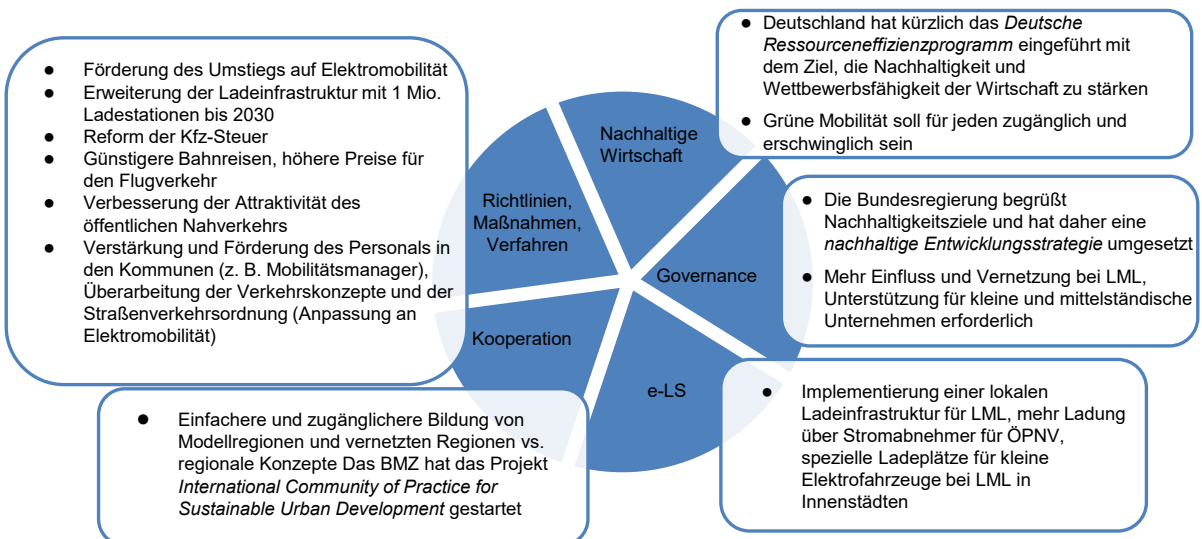 ● Förderung des Umstiegs auf Elektromobilität
● Erweiterung der Ladeinfrastruktur mit 1 Mio.
Ladestationen bis 2030
● Reform der Kfz-Steuer
● Günstigere Bahnreisen, höhere Preise für
den Flugverkehr
● Verbesserung der Attraktivität des
öffentlichen Nahverkehrs
● Verstärkung und Förderung des Personals in
den Kommunen (z. B. Mobilitätsmanager),
Überarbeitung der Verkehrskonzepte und der
Straßenverkehrsordnung (Anpassung an
Elektromobilität)
● Deutschland hat kürzlich das Deutsche
Ressourceneffizienzprogramm eingeführt mit
dem Ziel, die Nachhaltigkeit und
Wettbewerbsfähigkeit der Wirtschaft zu stärken
● Grüne Mobilität soll für jeden zugänglich und
erschwinglich sein
Nachhaltige
Wirtschaft
Richtlinien,
Maßnahmen,
Verfahren
Governance
Kooperation
e-LS
● Die Bundesregierung begrüßt
Nachhaltigkeitsziele und hat daher eine
nachhaltige Entwicklungsstrategie umgesetzt
● Mehr Einfluss und Vernetzung bei LML,
Unterstützung für kleine und mittelständische
Unternehmen erforderlich
● Einfachere und zugänglichere Bildung von
Modellregionen und vernetzten Regionen vs.
regionale Konzepte Das BMZ hat das Projekt
International Community of Practice for
Sustainable Urban Development gestartet
● Implementierung einer lokalen
Ladeinfrastruktur für LML, mehr Ladung
über Stromabnehmer für ÖPNV,
spezielle Ladeplätze für kleine
Elektrofahrzeuge bei LML in
Innenstädten